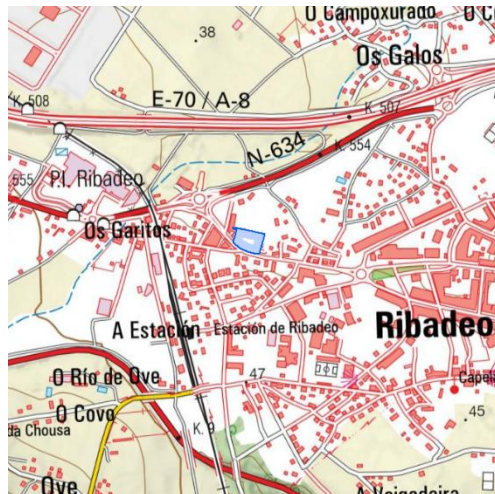 O Campoxurado
O C
38
Os Galos
K. 508
E-70 / A-8
K. 507
N-634
K. 554
555
P.I. Ribadeo
Os Garitos
A Estación
Estación de Ribadeo
Ribadeo
O Río de Ove
47
Capel
O Covo
45
da Chousa
K. 9
Ove
A Veigadeira